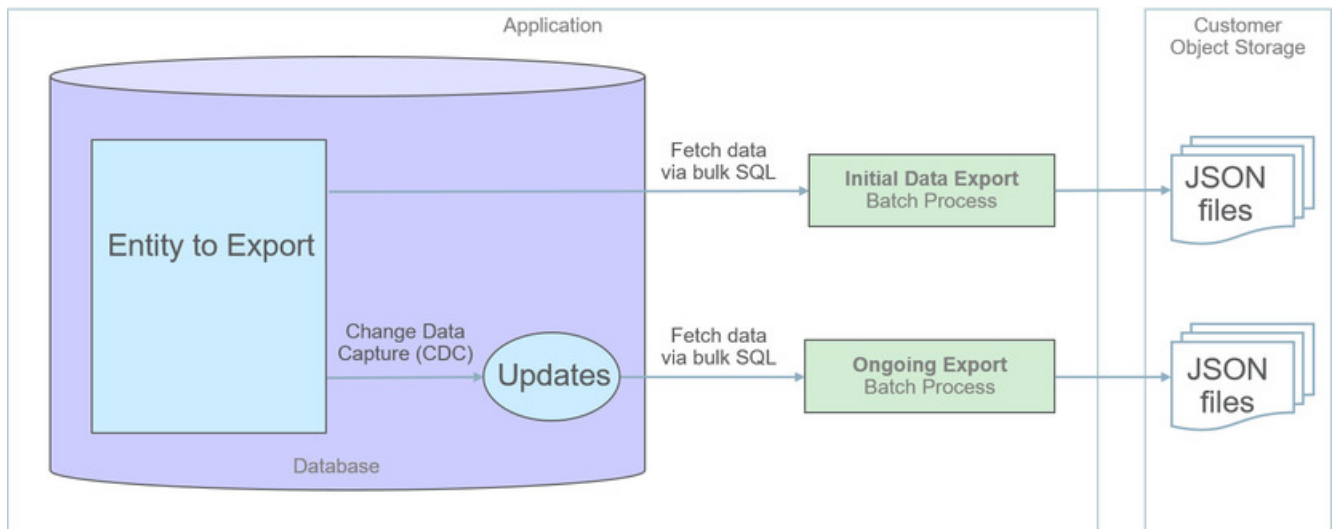 Application
Customer
Object Storage
Fetch data
via bulk SQL
Initial Data Export
Batch Process
JSON
files
Entity to Export
Change Data
Capture (CDC)
Updates
Fetch data
via bulk SQL
Ongoing Export
Batch Process
JSON
files
Database